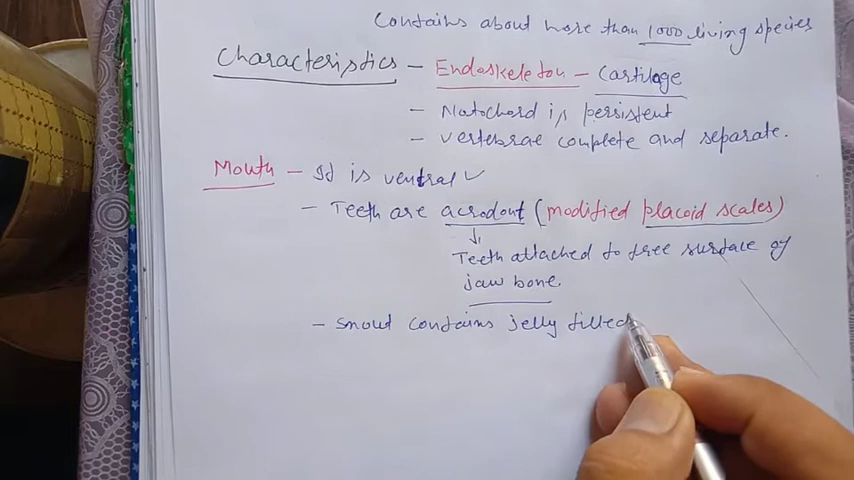 Contains about more than 1000 living species
Characteristics - Endoskeleton - Cartilage
- Notochord is persistent
- Vertebrae complete and separate.
Mouth - It is ventral ✓
- Teeth are acrodont (modified placoid scales)
↓
Teeth attached to free surface of
jaw bone.
- Snout contains jelly filled